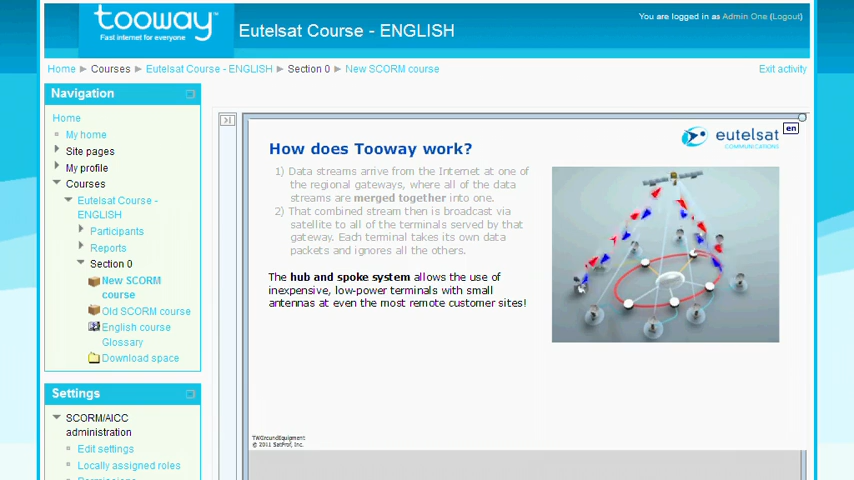 tooway™
Fast internet for everyone
Eutelsat Course - ENGLISH
You are logged in as Admin One (Logout)
Home ► Courses ► Eutelsat Course - ENGLISH ► Section 0 ► New SCORM course
Exit activity
Navigation
Home
My home
Site pages
My profile
Courses
Eutelsat Course -
ENGLISH
Participants
Reports
Section 0
New SCORM
course
Old SCORM course
English course
Glossary
Download space
Settings
SCORM/AICC
administration
Edit settings
Locally assigned roles
Permissions
eutelsat
COMMUNICATIONS
en
How does Tooway work?
1) Data streams arrive from the Internet at one of
the regional gateways, where all of the data
streams are merged together into one.
2) That combined stream then is broadcast via
satellite to all of the terminals served by that
gateway. Each terminal takes its own data
packets and ignores all the others.
The hub and spoke system allows the use of
inexpensive, low-power terminals with small
antennas at even the most remote customer sites!
TWGroundEquipment
© 2011 SatProf, Inc.